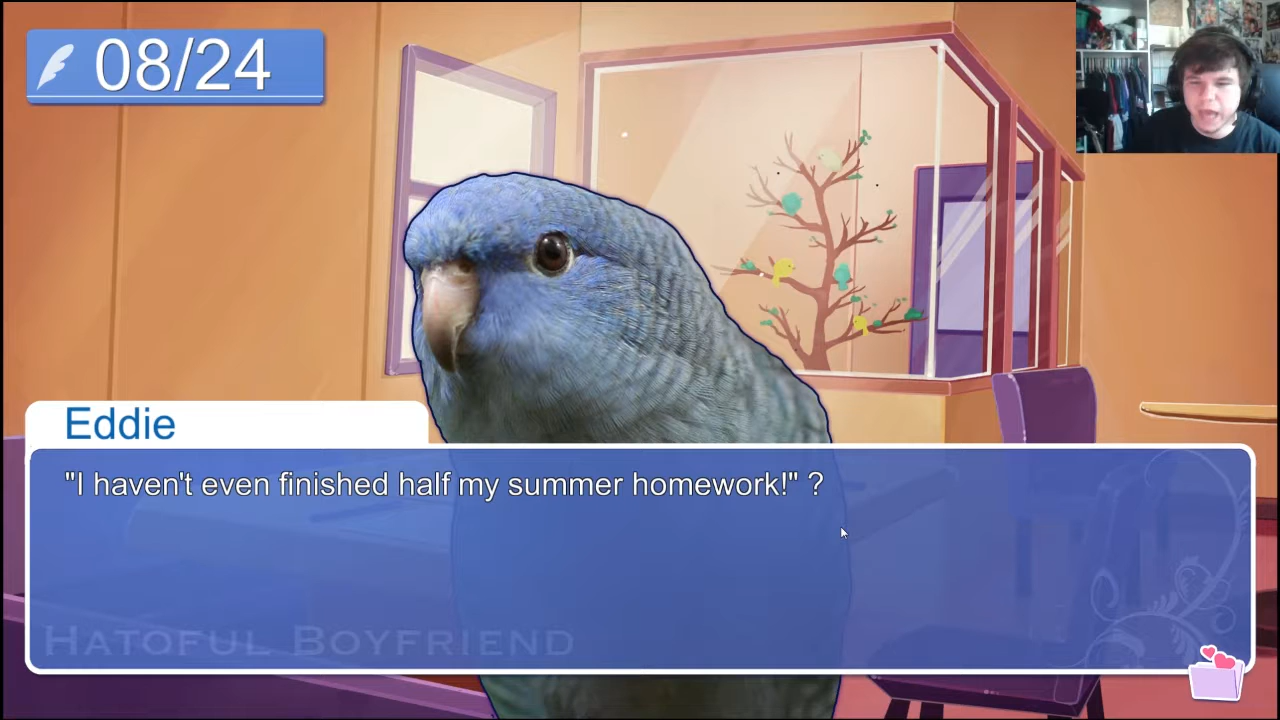 08/24
Eddie
"I haven't even finished half my summer homework!" ?
HATOFUL BOYFRIEND